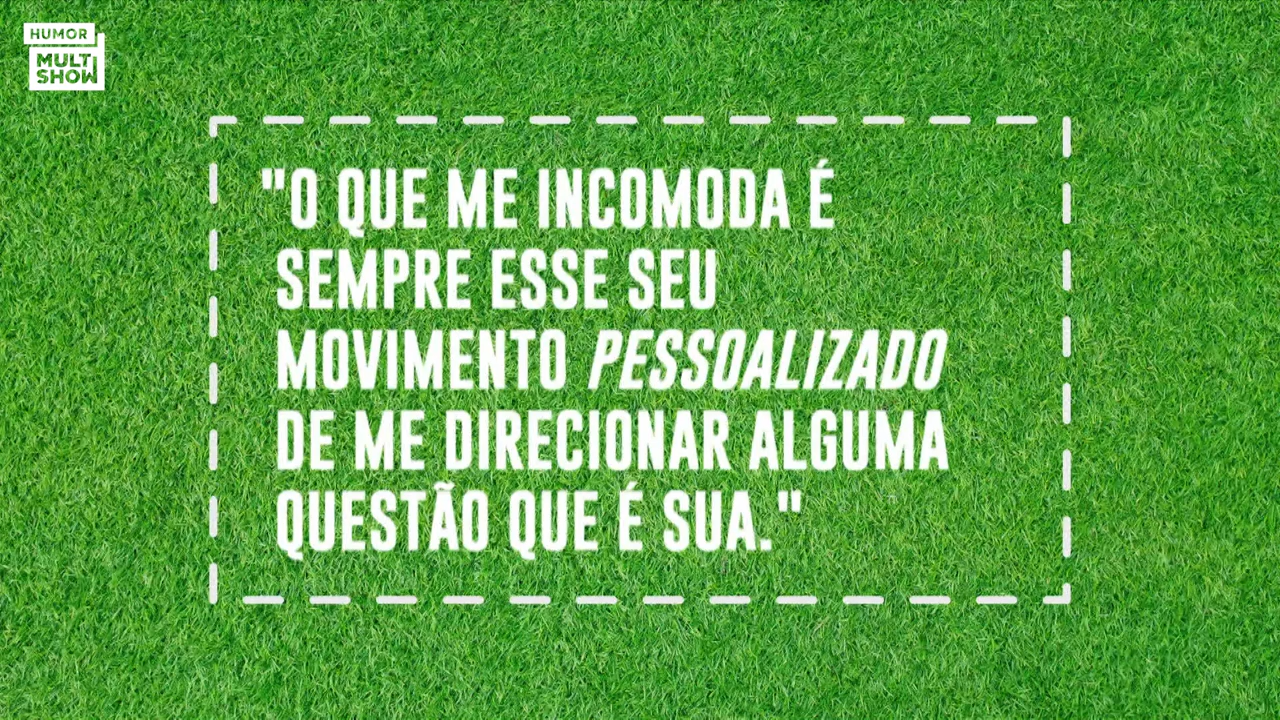 HUMOR
MULTI
SHOW
"O QUE ME INCOMODA É
SEMPRE ESSE SEU
MOVIMENTO PESSOALIZADO
DE ME DIRECIONAR ALGUMA
QUESTÃO QUE É SUA."